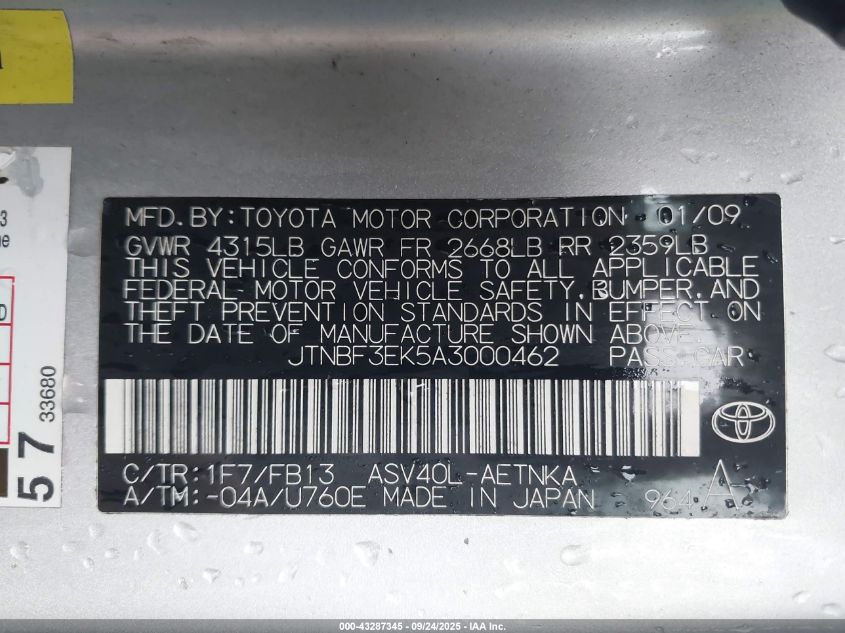 MFD.BY:TOYOTA MOTOR CORPORATION 01/09
GVWR 4315LB GAWR FR 2668LB RR 2359LB
THIS VEHICLE CONFORMS TO ALL APPLICABLE
FEDERAL MOTOR VEHICLE SAFETY,BUMPER,AND
THEFT PREVENTION STANDARDS IN EFFECT ON
THE DATE OF MANUFACTURE SHOWN ABOVE.
JTNBF3EK5A3000462 PASS.CAR
C/TR:1F7/FB13 ASV40L-AETNKA
A/TM:-04A/U760E MADE IN JAPAN 964 A
57
33680
3
ne
D
000-43287345 - 09/24/2025 - IAA Inc.